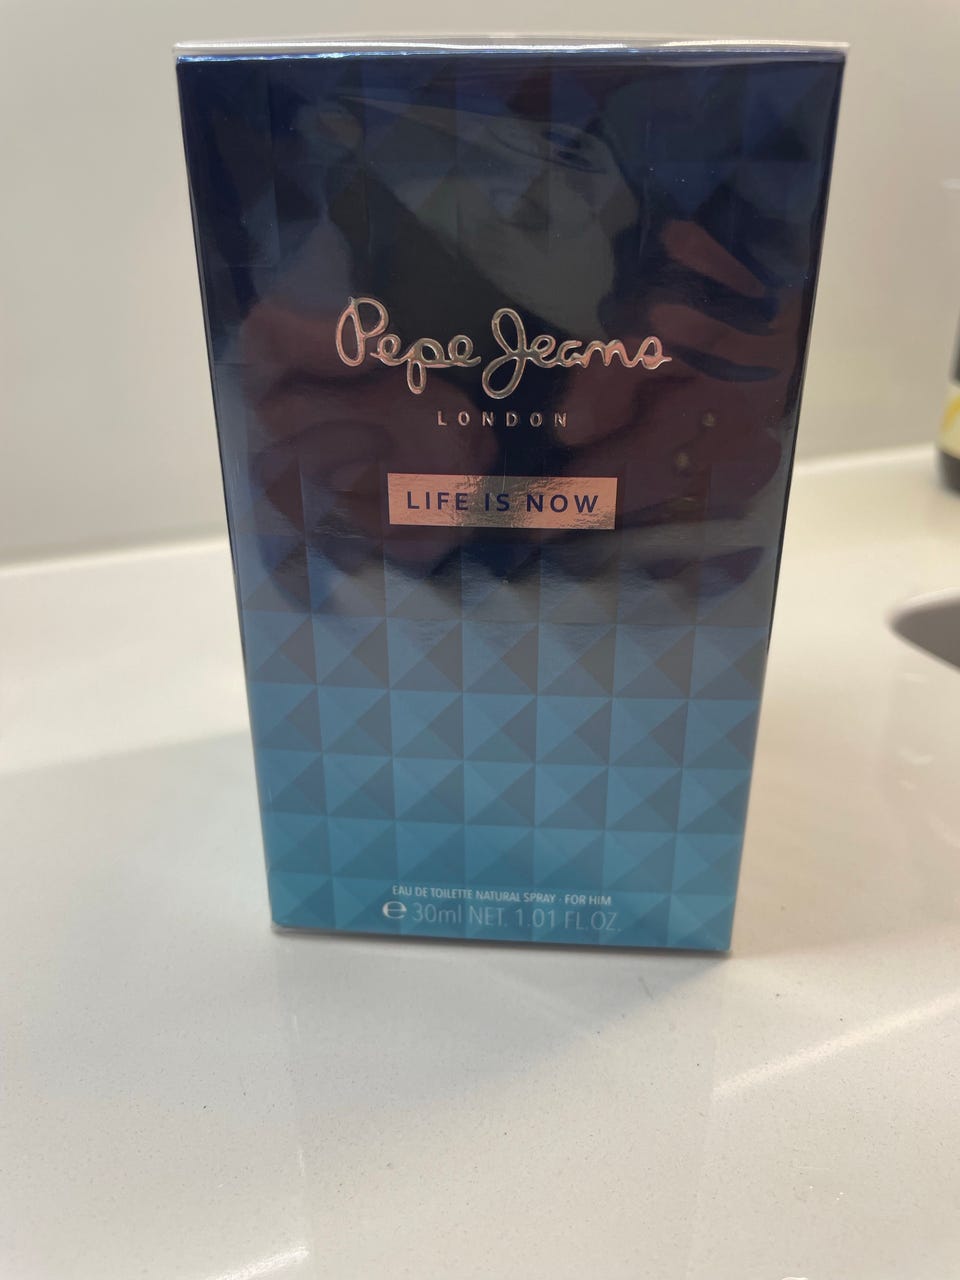 Pepe Jeans
LONDON
LIFE IS NOW
EAU DE TOILETTE NATURAL SPRAY · FOR HIM
℮ 30ml NET. 1.01 FL.OZ.